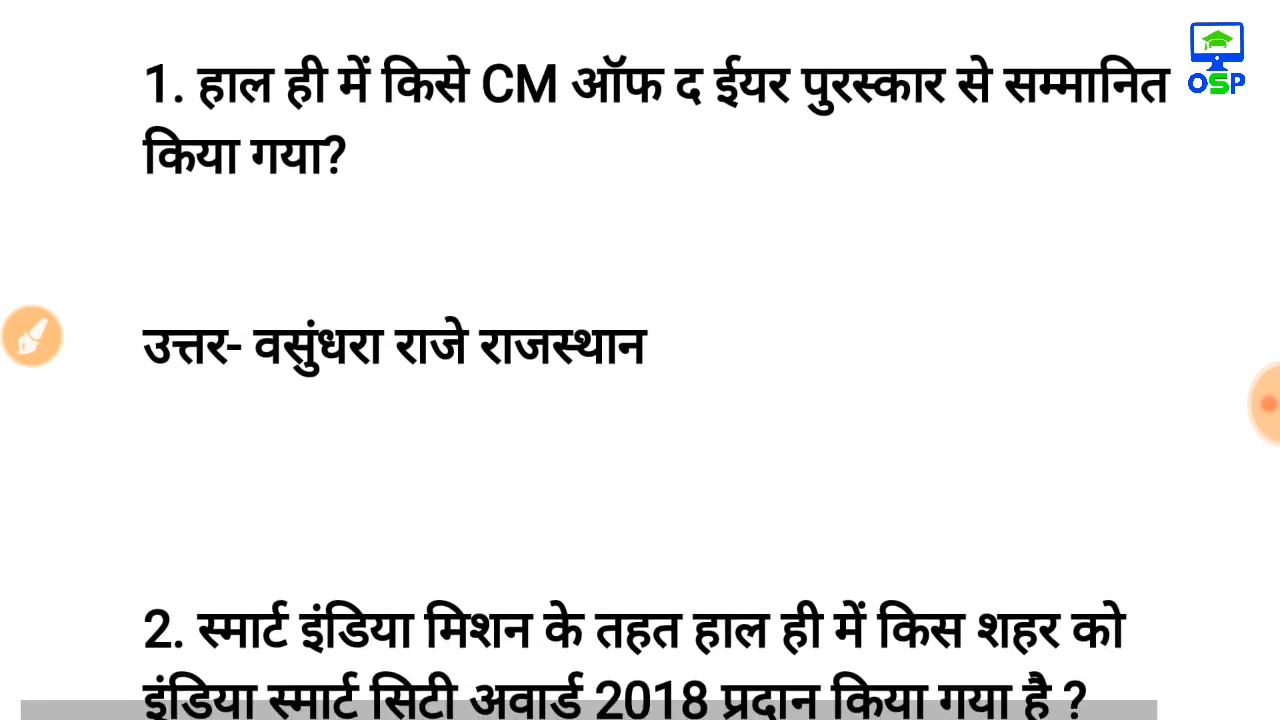 OSP
1. हाल ही में किसे CM ऑफ द ईयर पुरस्कार से सम्मानित
किया गया?
उत्तर- वसुंधरा राजे राजस्थान
2. स्मार्ट इंडिया मिशन के तहत हाल ही में किस शहर को
इंडिया स्मार्ट सिटी अवार्ड 2018 प्रदान किया गया है ?